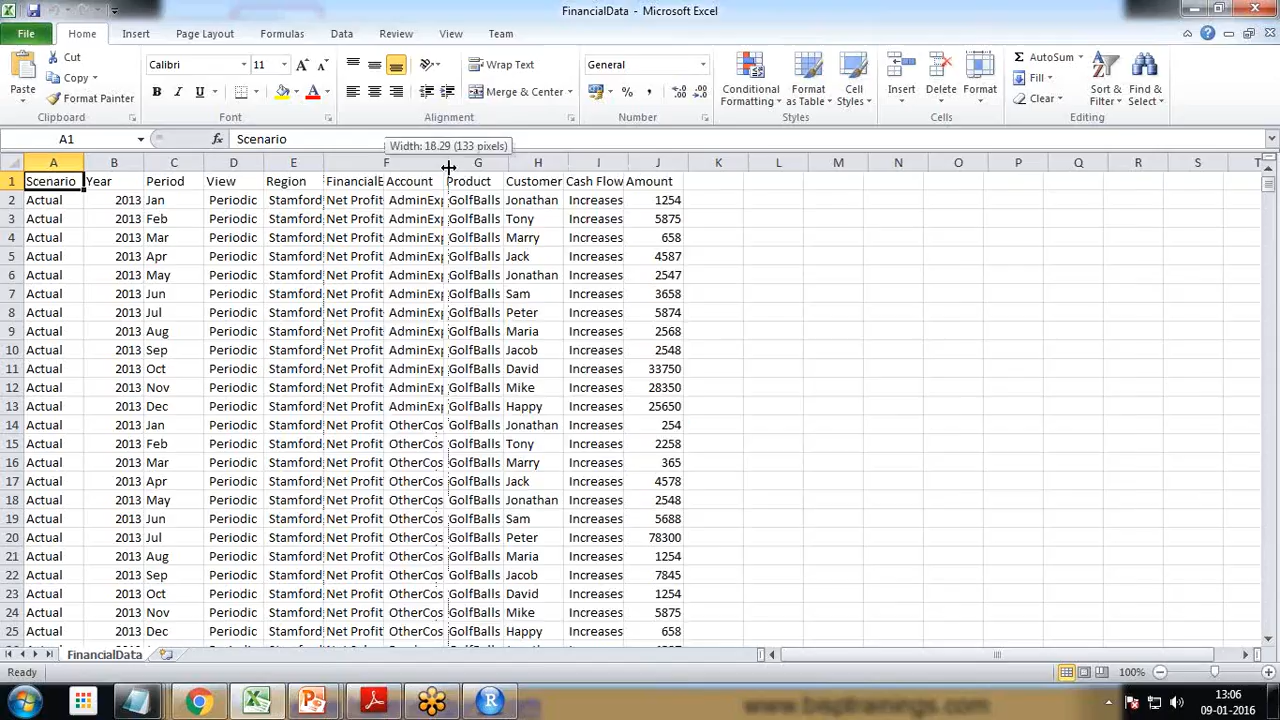 FinancialData - Microsoft Excel
File Home Insert Page Layout Formulas Data Review View Team
Paste Cut Copy Format Painter Clipboard
Calibri 11 B I U A A A Font
Wrap Text Merge & Center Alignment
General % , Number
Conditional Formatting Format as Table Cell Styles Styles
Insert Delete Format Cells
Σ AutoSum Fill Clear Sort & Filter Find & Select Editing
A1 fx Scenario
Width: 18.29 (133 pixels)
A B C D E F G H I J K L M N O P Q R S T
1 Scenario Year Period View Region FinancialE Account Product Customer Cash Flow Amount
2 Actual 2013 Jan Periodic Stamford Net Profit AdminExp GolfBalls Jonathan Increases 1254
3 Actual 2013 Feb Periodic Stamford Net Profit AdminExp GolfBalls Tony Increases 5875
4 Actual 2013 Mar Periodic Stamford Net Profit AdminExp GolfBalls Marry Increases 658
5 Actual 2013 Apr Periodic Stamford Net Profit AdminExp GolfBalls Jack Increases 4587
6 Actual 2013 May Periodic Stamford Net Profit AdminExp GolfBalls Jonathan Increases 2547
7 Actual 2013 Jun Periodic Stamford Net Profit AdminExp GolfBalls Sam Increases 3658
8 Actual 2013 Jul Periodic Stamford Net Profit AdminExp GolfBalls Peter Increases 5874
9 Actual 2013 Aug Periodic Stamford Net Profit AdminExp GolfBalls Maria Increases 2568
10 Actual 2013 Sep Periodic Stamford Net Profit AdminExp GolfBalls Jacob Increases 2548
11 Actual 2013 Oct Periodic Stamford Net Profit AdminExp GolfBalls David Increases 33750
12 Actual 2013 Nov Periodic Stamford Net Profit AdminExp GolfBalls Mike Increases 28350
13 Actual 2013 Dec Periodic Stamford Net Profit AdminExp GolfBalls Happy Increases 25650
14 Actual 2013 Jan Periodic Stamford Net Profit OtherCos GolfBalls Jonathan Increases 254
15 Actual 2013 Feb Periodic Stamford Net Profit OtherCos GolfBalls Tony Increases 2258
16 Actual 2013 Mar Periodic Stamford Net Profit OtherCos GolfBalls Marry Increases 365
17 Actual 2013 Apr Periodic Stamford Net Profit OtherCos GolfBalls Jack Increases 4578
18 Actual 2013 May Periodic Stamford Net Profit OtherCos GolfBalls Jonathan Increases 2548
19 Actual 2013 Jun Periodic Stamford Net Profit OtherCos GolfBalls Sam Increases 5688
20 Actual 2013 Jul Periodic Stamford Net Profit OtherCos GolfBalls Peter Increases 78300
21 Actual 2013 Aug Periodic Stamford Net Profit OtherCos GolfBalls Maria Increases 1254
22 Actual 2013 Sep Periodic Stamford Net Profit OtherCos GolfBalls Jacob Increases 7845
23 Actual 2013 Oct Periodic Stamford Net Profit OtherCos GolfBalls David Increases 1254
24 Actual 2013 Nov Periodic Stamford Net Profit OtherCos GolfBalls Mike Increases 5875
25 Actual 2013 Dec Periodic Stamford Net Profit OtherCos GolfBalls Happy Increases 658
FinancialData
Ready 100%
www.bisptrainings.com
13:06
09-01-2016